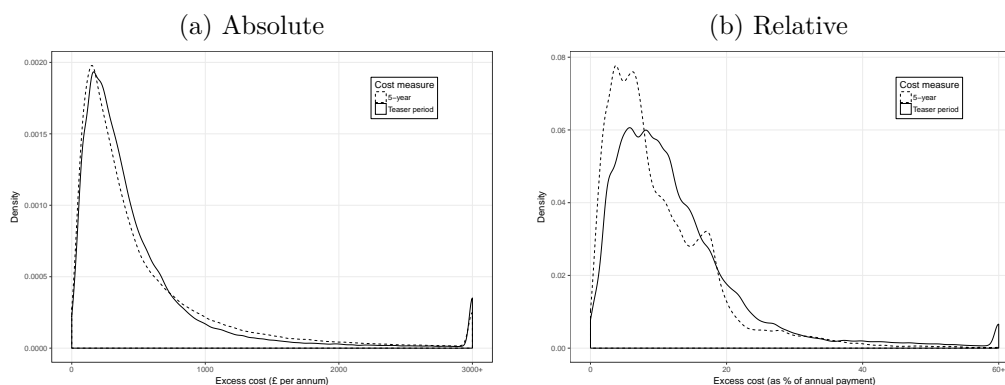 (a) Absolute
0.0020
0.0015
0.0010
0.0005
0.0000
Density
Cost measure
5−year
Teaser period
0
1000
2000
3000+
Excess cost (£ per annum)
(b) Relative
0.08
0.06
0.04
0.02
0.00
Density
Cost measure
5−year
Teaser period
0
20
40
60+
Excess cost (as % of annual payment)